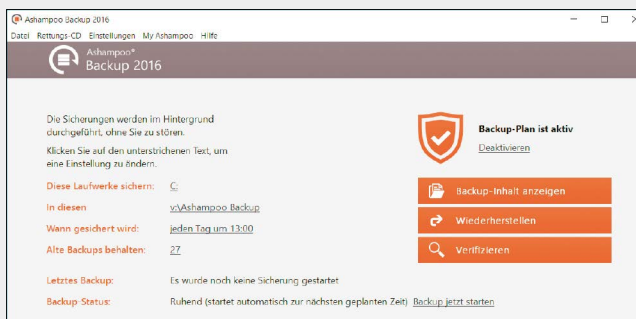 Ashampoo Backup 2016
Datei Rettungs-CD Einstellungen My Ashampoo Hilfe
Ashampoo®
Backup 2016
Die Sicherungen werden im Hintergrund
durchgeführt, ohne Sie zu stören.
Klicken Sie auf den unterstrichenen Text, um
eine Einstellung zu ändern.
Diese Laufwerke sichern: C:
In diesen v:\Ashampoo Backup
Wann gesichert wird: jeden Tag um 13:00
Alte Backups behalten: 27
Letztes Backup: Es wurde noch keine Sicherung gestartet
Backup-Status: Ruhend (startet automatisch zur nächsten geplanten Zeit) Backup jetzt starten
Backup-Plan ist aktiv
Deaktivieren
Backup-Inhalt anzeigen
Wiederherstellen
Verifizieren